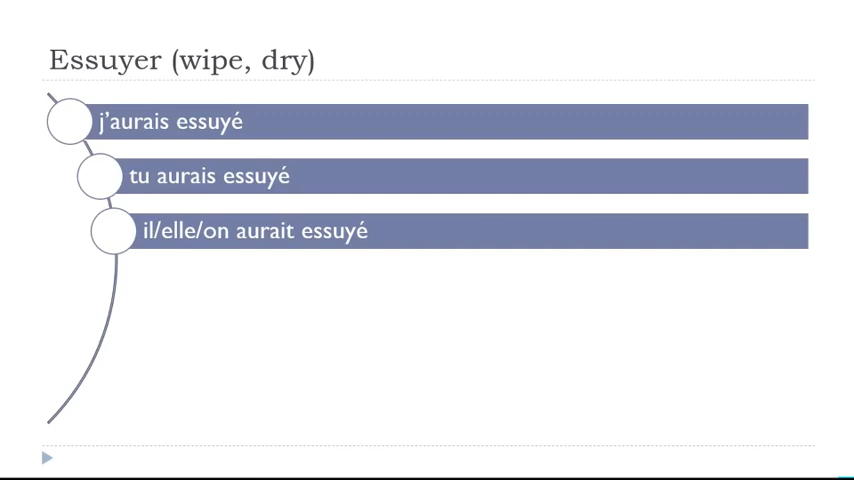 Essuyer (wipe, dry)
j’aurais essuyé
tu aurais essuyé
il/elle/on aurait essuyé